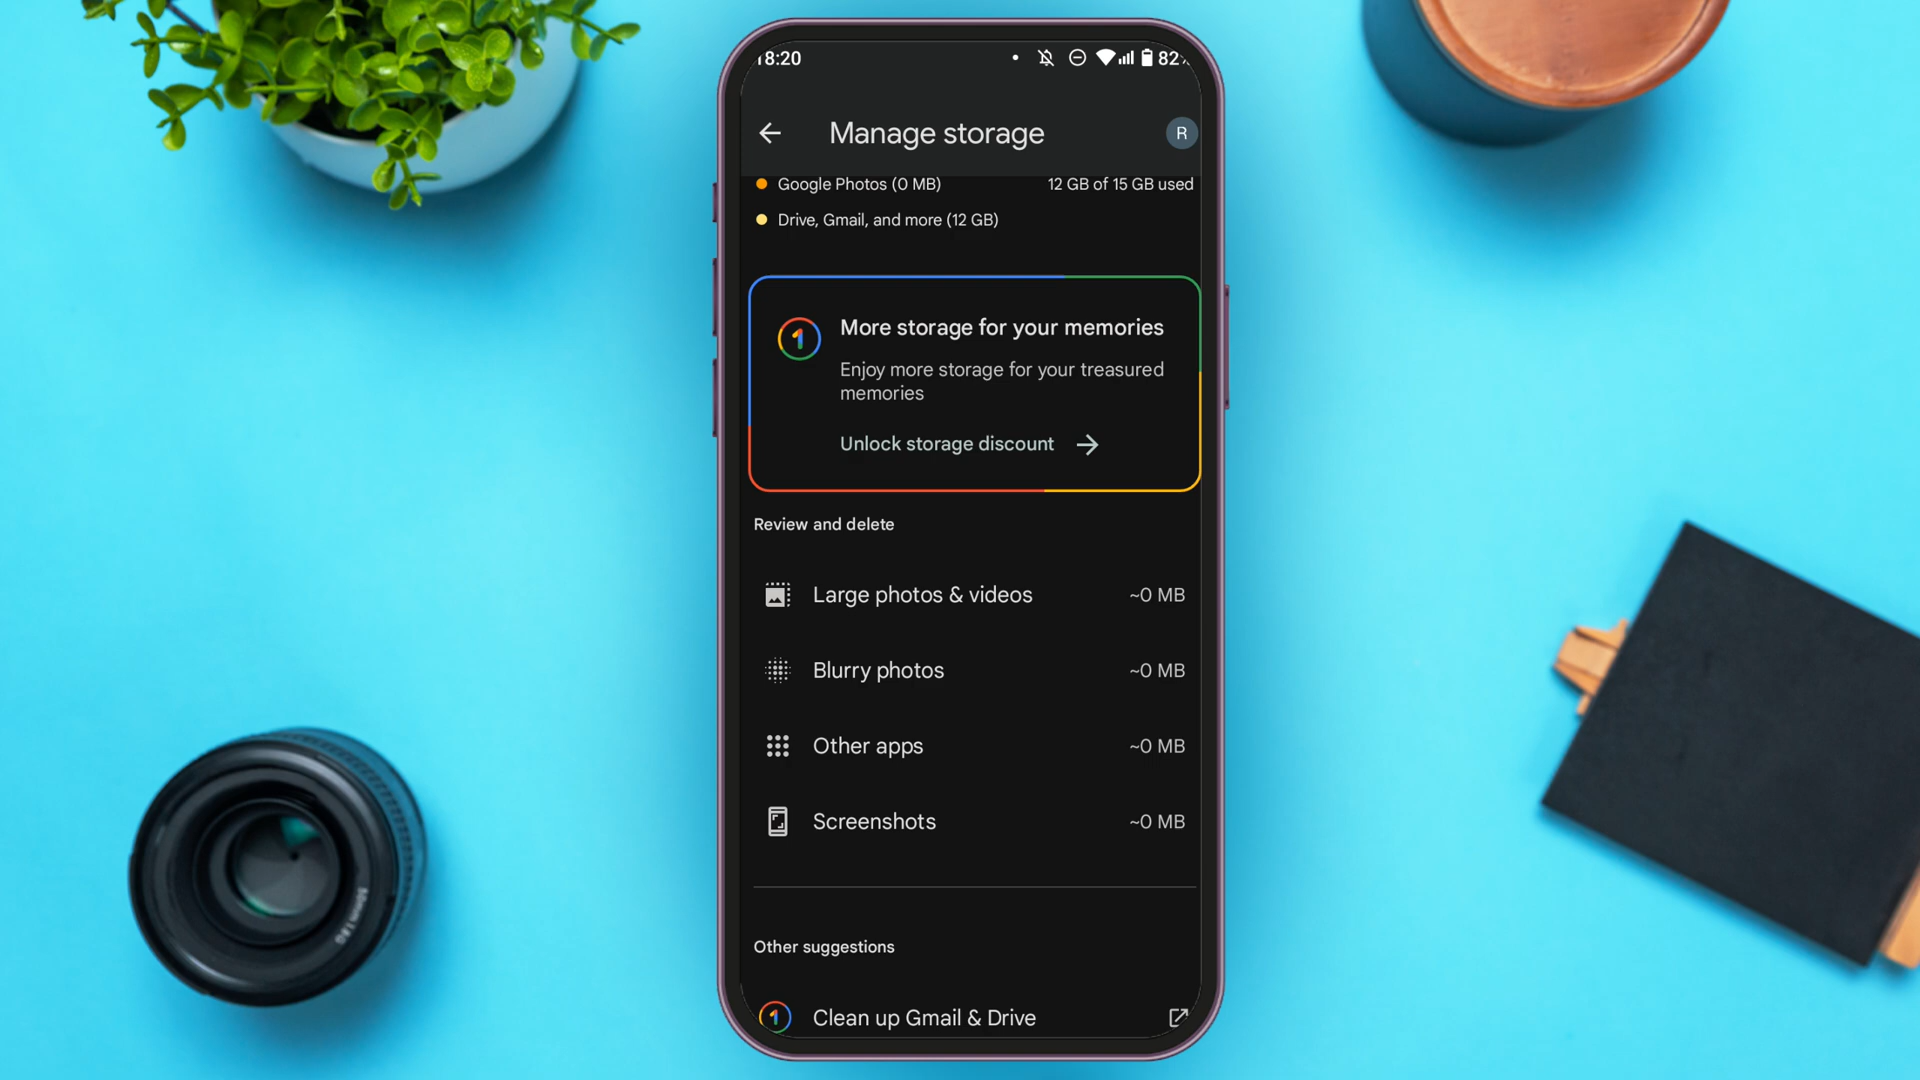 18:20
82%
Manage storage
R
Google Photos (0 MB)
12 GB of 15 GB used
Drive, Gmail, and more (12 GB)
1
More storage for your memories
Enjoy more storage for your treasured
memories
Unlock storage discount
Review and delete
Large photos & videos
~0 MB
Blurry photos
~0 MB
Other apps
~0 MB
Screenshots
~0 MB
Other suggestions
1
Clean up Gmail & Drive